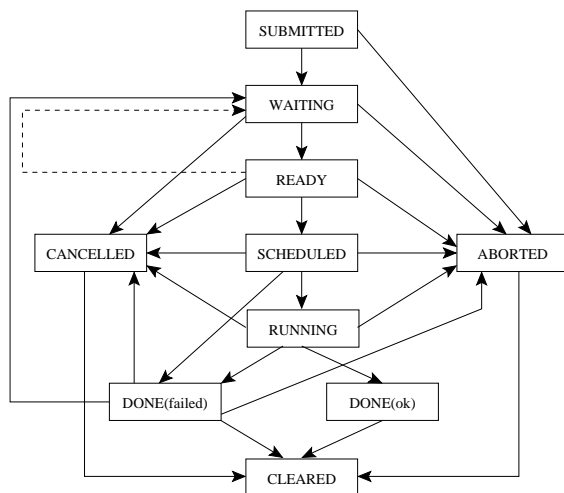 SUBMITTED
WAITING
READY
CANCELLED
SCHEDULED
ABORTED
RUNNING
DONE(failed)
DONE(ok)
CLEARED